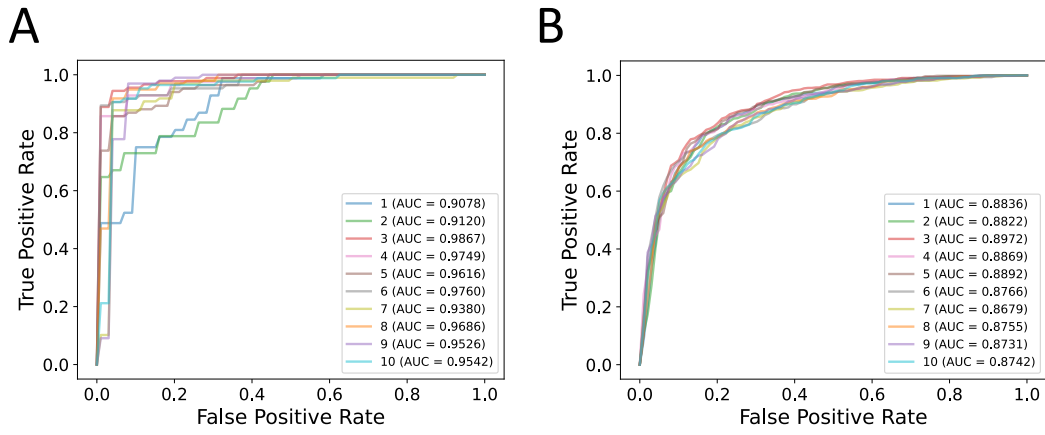 A
True Positive Rate
1.0
0.8
0.6
0.4
0.2
0.0
1 (AUC = 0.9078)
2 (AUC = 0.9120)
3 (AUC = 0.9867)
4 (AUC = 0.9749)
5 (AUC = 0.9616)
6 (AUC = 0.9760)
7 (AUC = 0.9380)
8 (AUC = 0.9686)
9 (AUC = 0.9526)
10 (AUC = 0.9542)
0.0 0.2 0.4 0.6 0.8 1.0
False Positive Rate
B
True Positive Rate
1.0
0.8
0.6
0.4
0.2
0.0
1 (AUC = 0.8836)
2 (AUC = 0.8822)
3 (AUC = 0.8972)
4 (AUC = 0.8869)
5 (AUC = 0.8892)
6 (AUC = 0.8766)
7 (AUC = 0.8679)
8 (AUC = 0.8755)
9 (AUC = 0.8731)
10 (AUC = 0.8742)
0.0 0.2 0.4 0.6 0.8 1.0
False Positive Rate